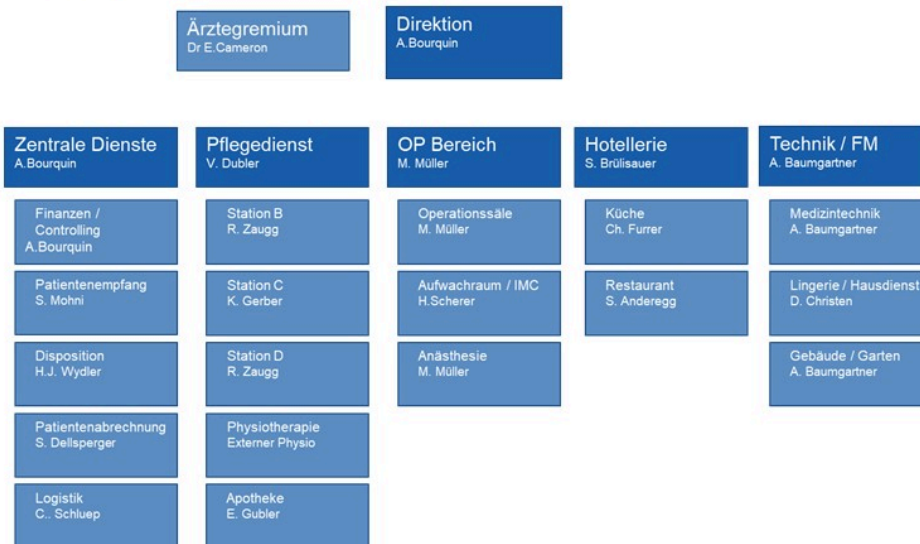 Ärztegremium
Dr E.Cameron
Direktion
A.Bourquin
Zentrale Dienste
A.Bourquin
Finanzen /
Controlling
A.Bourquin
Patientenempfang
S. Mohni
Disposition
H.J. Wydler
Patientenabrechnung
S. Dellsperger
Logistik
C.. Schluep
Pflegedienst
V. Dubler
Station B
R. Zaugg
Station C
K. Gerber
Station D
R. Zaugg
Physiotherapie
Externer Physio
Apotheke
E. Gubler
OP Bereich
M. Müller
Operationssäle
M. Müller
Aufwachraum / IMC
H.Scherer
Anästhesie
M. Müller
Hotellerie
S. Brülisauer
Küche
Ch. Furrer
Restaurant
S. Anderegg
Technik / FM
A. Baumgartner
Medizintechnik
A. Baumgartner
Lingerie / Hausdienst
D. Christen
Gebäude / Garten
A. Baumgartner